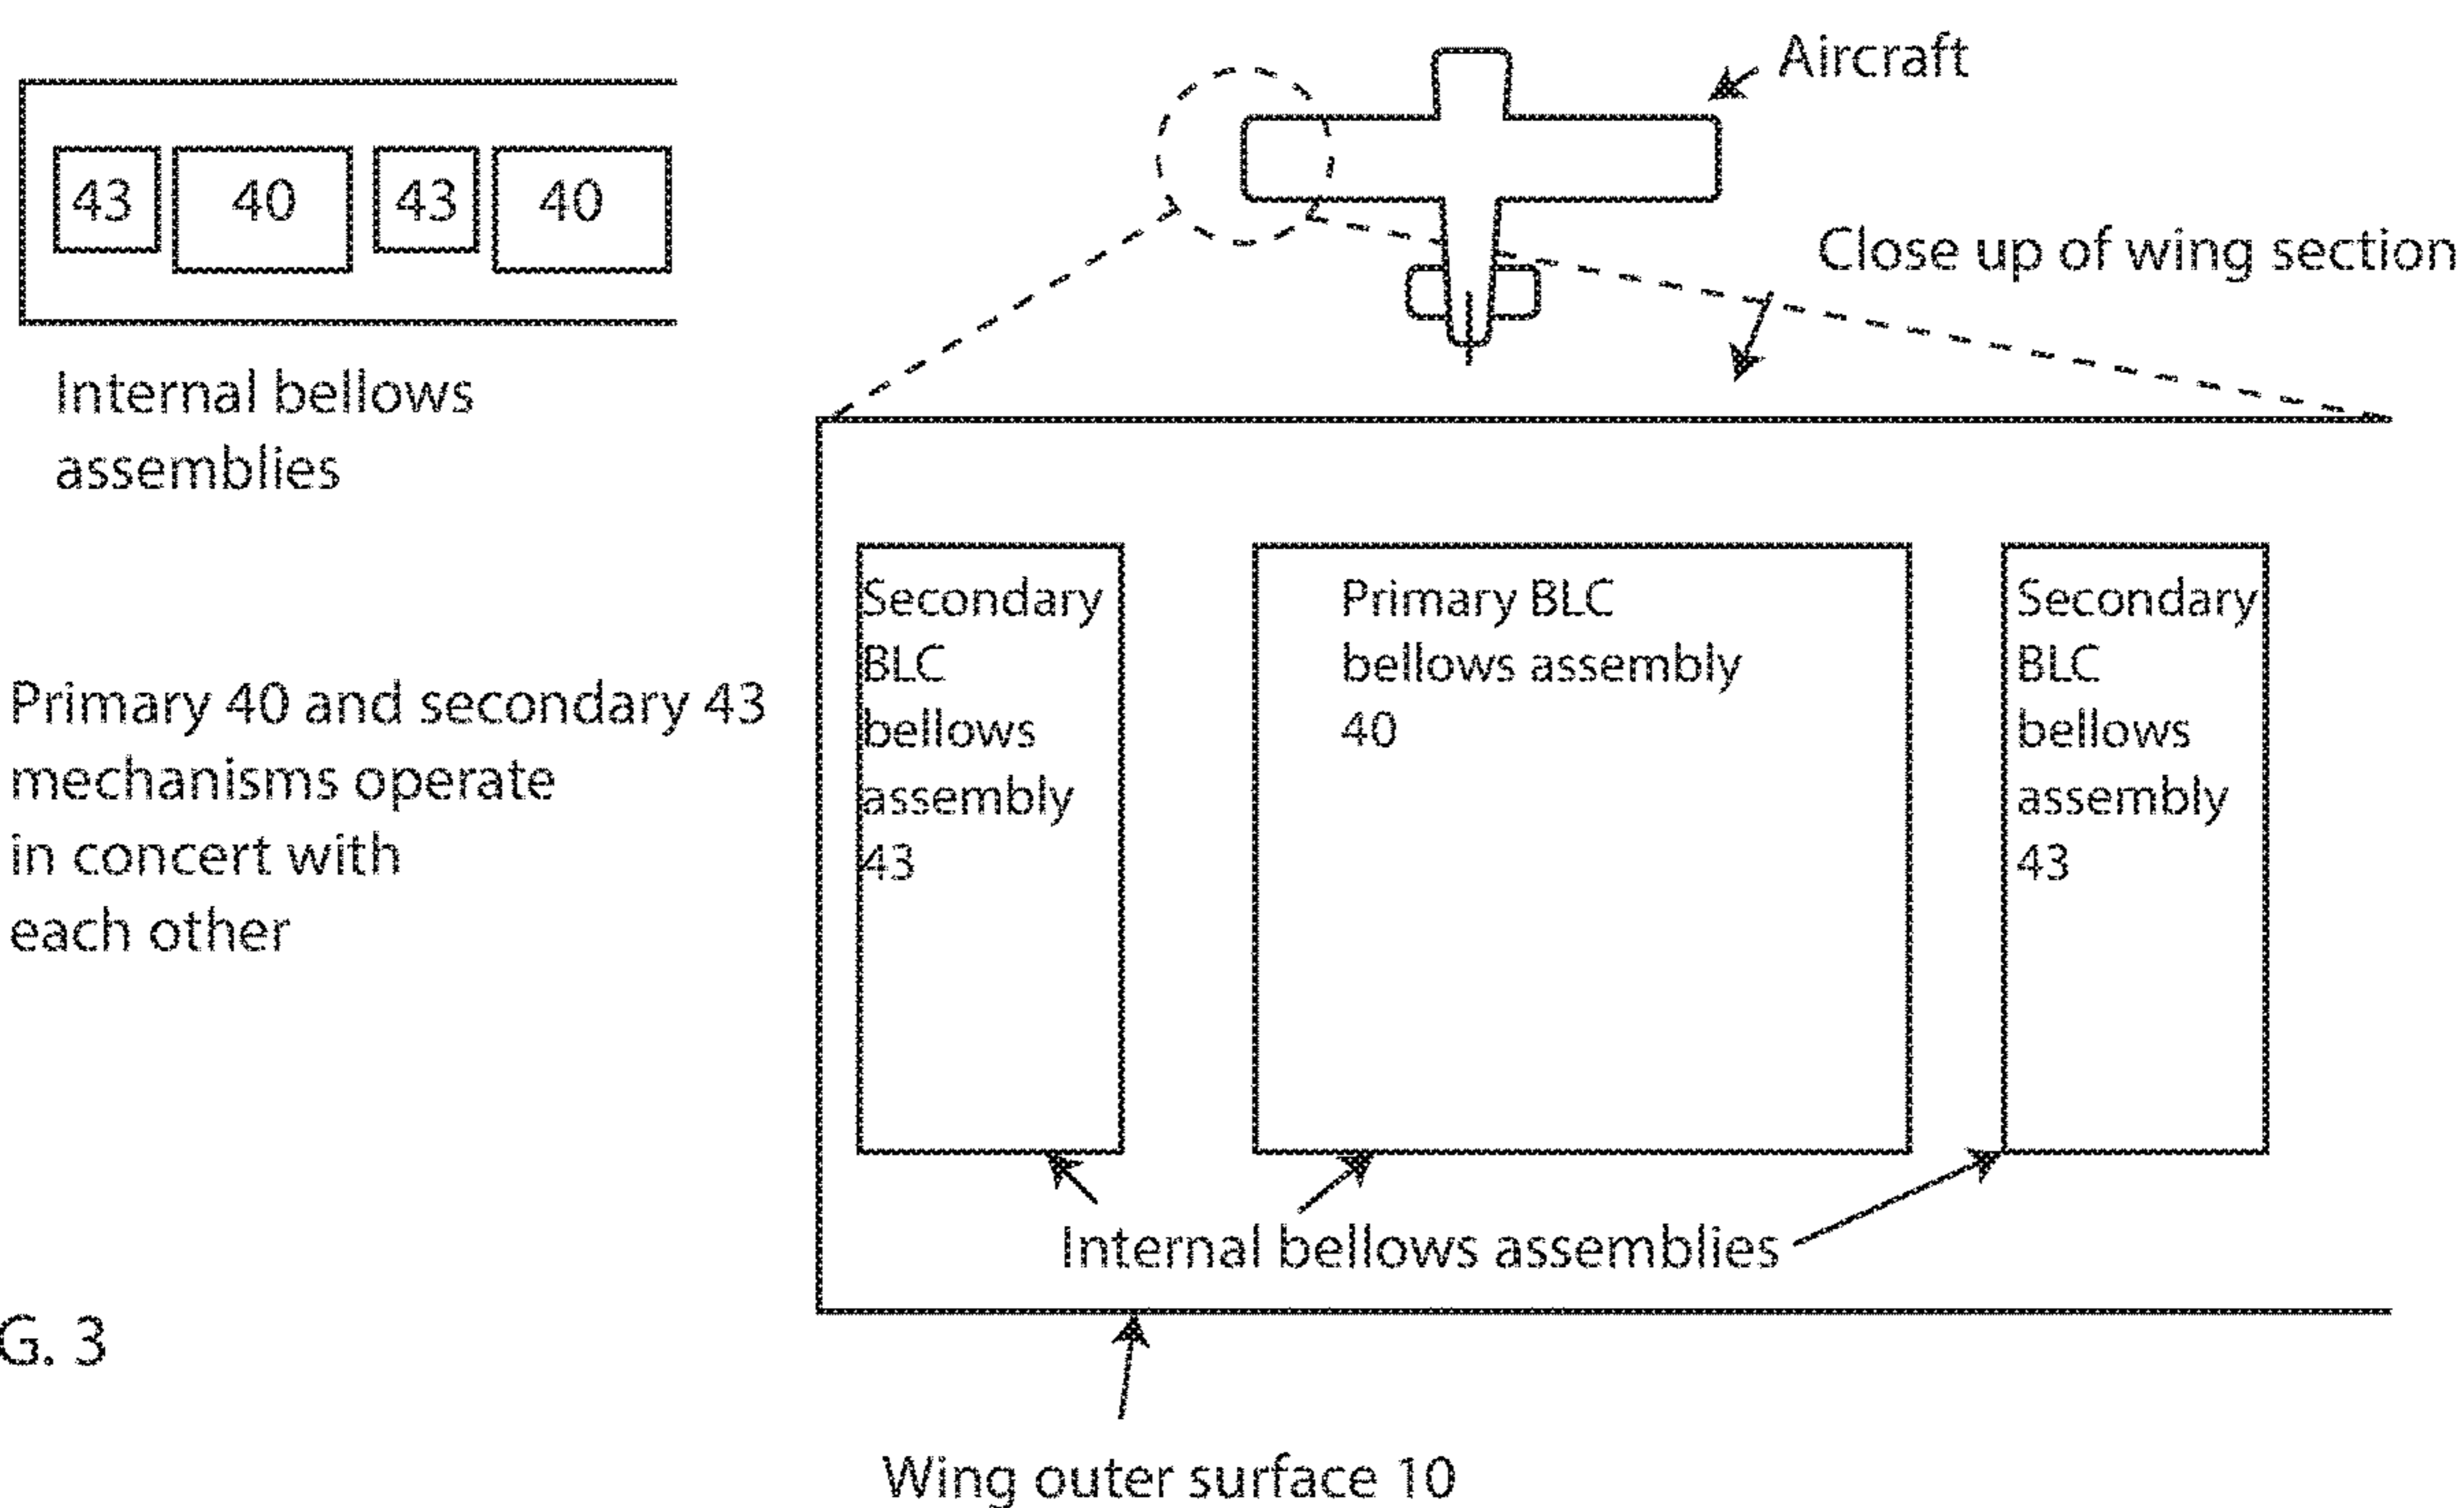 Aircraft
43 40 43 40
Close up of wing section
Internal bellows
assemblies
Secondary
BLC
bellows
assembly
43
Primary BLC
bellows assembly
40
Secondary
BLC
bellows
assembly
43
Primary 40 and secondary 43
mechanisms operate
in concert with
each other
Internal bellows assemblies
G. 3
Wing outer surface 10